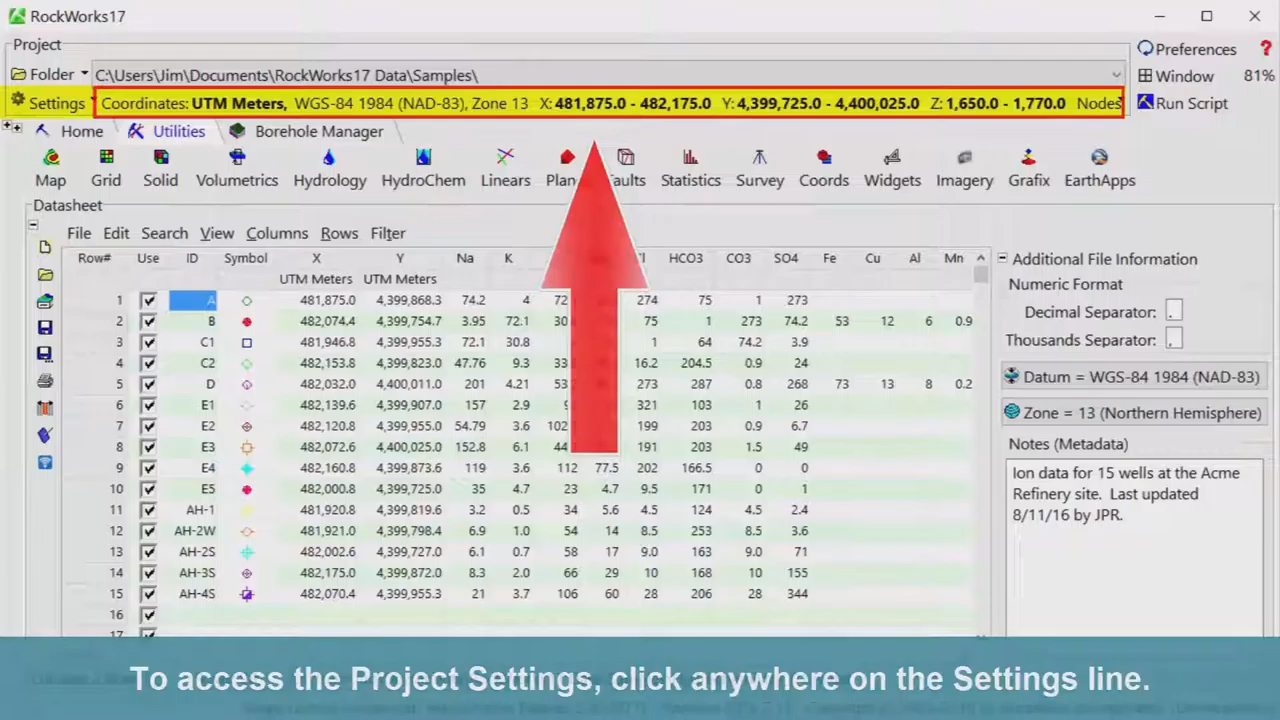 RockWorks17
Project
Folder C:\Users\Jim\Documents\RockWorks17 Data\Samples\
Settings Coordinates: UTM Meters, WGS-84 1984 (NAD-83), Zone 13 X: 481,875.0 - 482,175.0 Y: 4,399,725.0 - 4,400,025.0 Z: 1,650.0 - 1,770.0 Nodes
Preferences ?
Window 81%
Run Script
Home Utilities Borehole Manager
Map Grid Solid Volumetrics Hydrology HydroChem Linears Statistics Survey Coords Widgets Imagery Grafix EarthApps
Datasheet
File Edit Search View Columns Rows Filter
Row# Use ID Symbol X Y Na K HCO3 CO3 SO4 Fe Cu Al Mn
UTM Meters UTM Meters
1 A 481,875.0 4,399,868.3 74.2 4 274 75 1 273
2 B 482,074.4 4,399,754.7 3.95 72.1 75 1 273 74.2 53 12 6 0.9
3 C1 481,946.8 4,399,955.3 72.1 30.8 1 64 74.2 3.9
4 C2 482,153.8 4,399,823.0 47.76 9.3 16.2 204.5 0.9 24
5 D 482,032.0 4,400,011.0 201 4.21 273 287 0.8 268 73 13 8 0.2
6 E1 482,139.6 4,399,907.0 157 2.9 321 103 1 26
7 E2 482,120.8 4,399,955.0 54.79 3.6 102 199 203 0.9 6.7
8 E3 482,072.6 4,400,025.0 152.8 6.1 191 203 1.5 49
9 E4 482,160.8 4,399,873.6 119 3.6 112 77.5 202 166.5 0 0
10 E5 482,000.8 4,399,725.0 35 4.7 23 4.7 9.5 171 0 1
11 AH-1 481,920.8 4,399,819.6 3.2 0.5 34 5.6 4.5 124 4.5 2.4
12 AH-2W 481,921.0 4,399,798.4 6.9 1.0 54 14 8.5 253 8.5 3.6
13 AH-2S 482,002.6 4,399,727.0 6.1 0.7 58 17 9.0 163 9.0 71
14 AH-3S 482,175.0 4,399,872.0 8.3 2.0 66 29 10 168 10 155
15 AH-4S 482,070.4 4,399,955.3 21 3.7 106 60 28 206 28 344
16
17
Additional File Information
Numeric Format
Decimal Separator: .
Thousands Separator: ,
Datum = WGS-84 1984 (NAD-83)
Zone = 13 (Northern Hemisphere)
Notes (Metadata)
Ion data for 15 wells at the Acme
Refinery site. Last updated
8/11/16 by JPR.
To access the Project Settings, click anywhere on the Settings line.